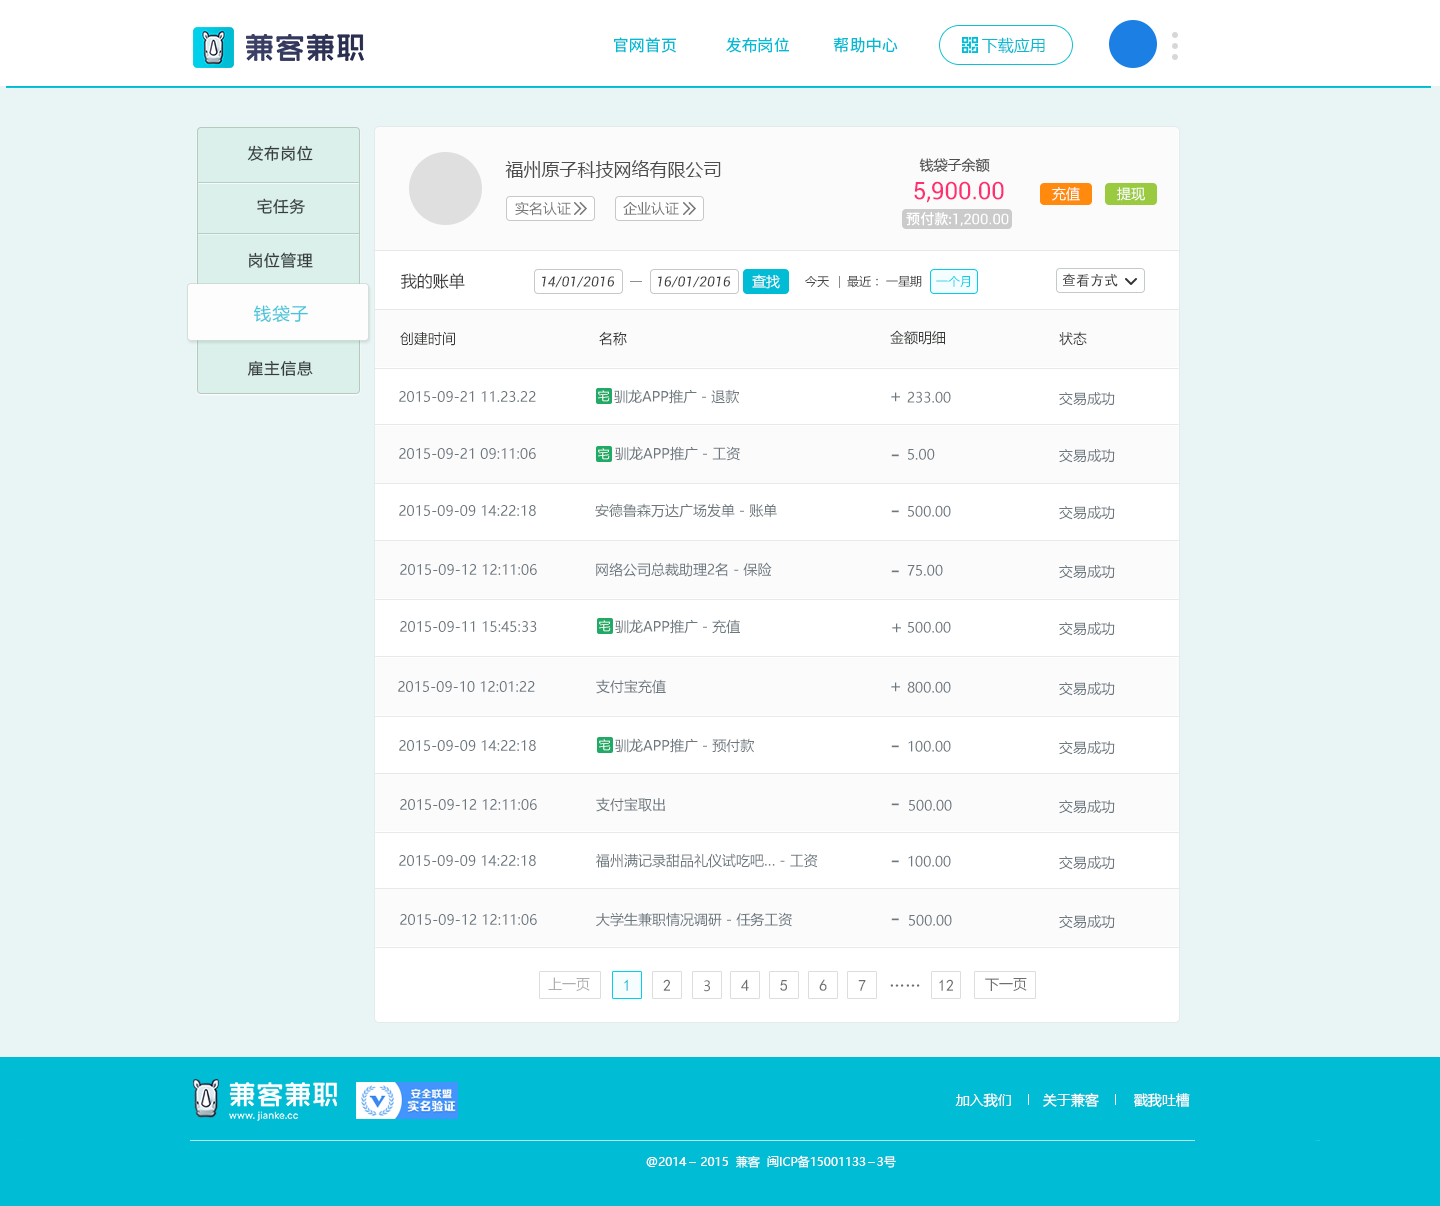 兼客兼职
官网首页 发布岗位 帮助中心 下载应用
发布岗位
宅任务
岗位管理
钱袋子
雇主信息
福州原子科技网络有限公司
实名认证 企业认证
钱袋子余额
5,900.00
预付款:1,200.00
充值 提现
我的账单 14/01/2016 — 16/01/2016 查找 今天 | 最近： 一星期 一个月 查看方式
创建时间 名称 金额明细 状态
2015-09-21 11.23.22 宅 驯龙APP推广 - 退款 + 233.00 交易成功
2015-09-21 09:11:06 宅 驯龙APP推广 - 工资 - 5.00 交易成功
2015-09-09 14:22:18 安德鲁森万达广场发单 - 账单 - 500.00 交易成功
2015-09-12 12:11:06 网络公司总裁助理2名 - 保险 - 75.00 交易成功
2015-09-11 15:45:33 宅 驯龙APP推广 - 充值 + 500.00 交易成功
2015-09-10 12:01:22 支付宝充值 + 800.00 交易成功
2015-09-09 14:22:18 宅 驯龙APP推广 - 预付款 - 100.00 交易成功
2015-09-12 12:11:06 支付宝取出 - 500.00 交易成功
2015-09-09 14:22:18 福州满记录甜品礼仪试吃吧... - 工资 - 100.00 交易成功
2015-09-12 12:11:06 大学生兼职情况调研 - 任务工资 - 500.00 交易成功
上一页 1 2 3 4 5 6 7 …… 12 下一页
兼客兼职
www.jianke.cc
安全联盟
实名验证
加入我们 | 关于兼客 | 戳我吐槽
@2014－2015 兼客 闽ICP备15001133－3号